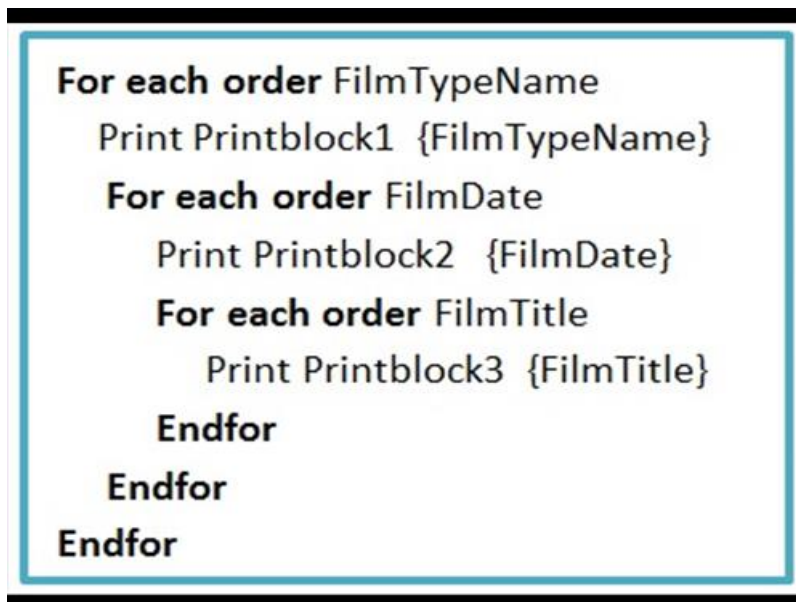 For each order FilmTypeName
Print Printblock1 {FilmTypeName}
For each order FilmDate
Print Printblock2 {FilmDate}
For each order FilmTitle
Print Printblock3 {FilmTitle}
Endfor
Endfor
Endfor